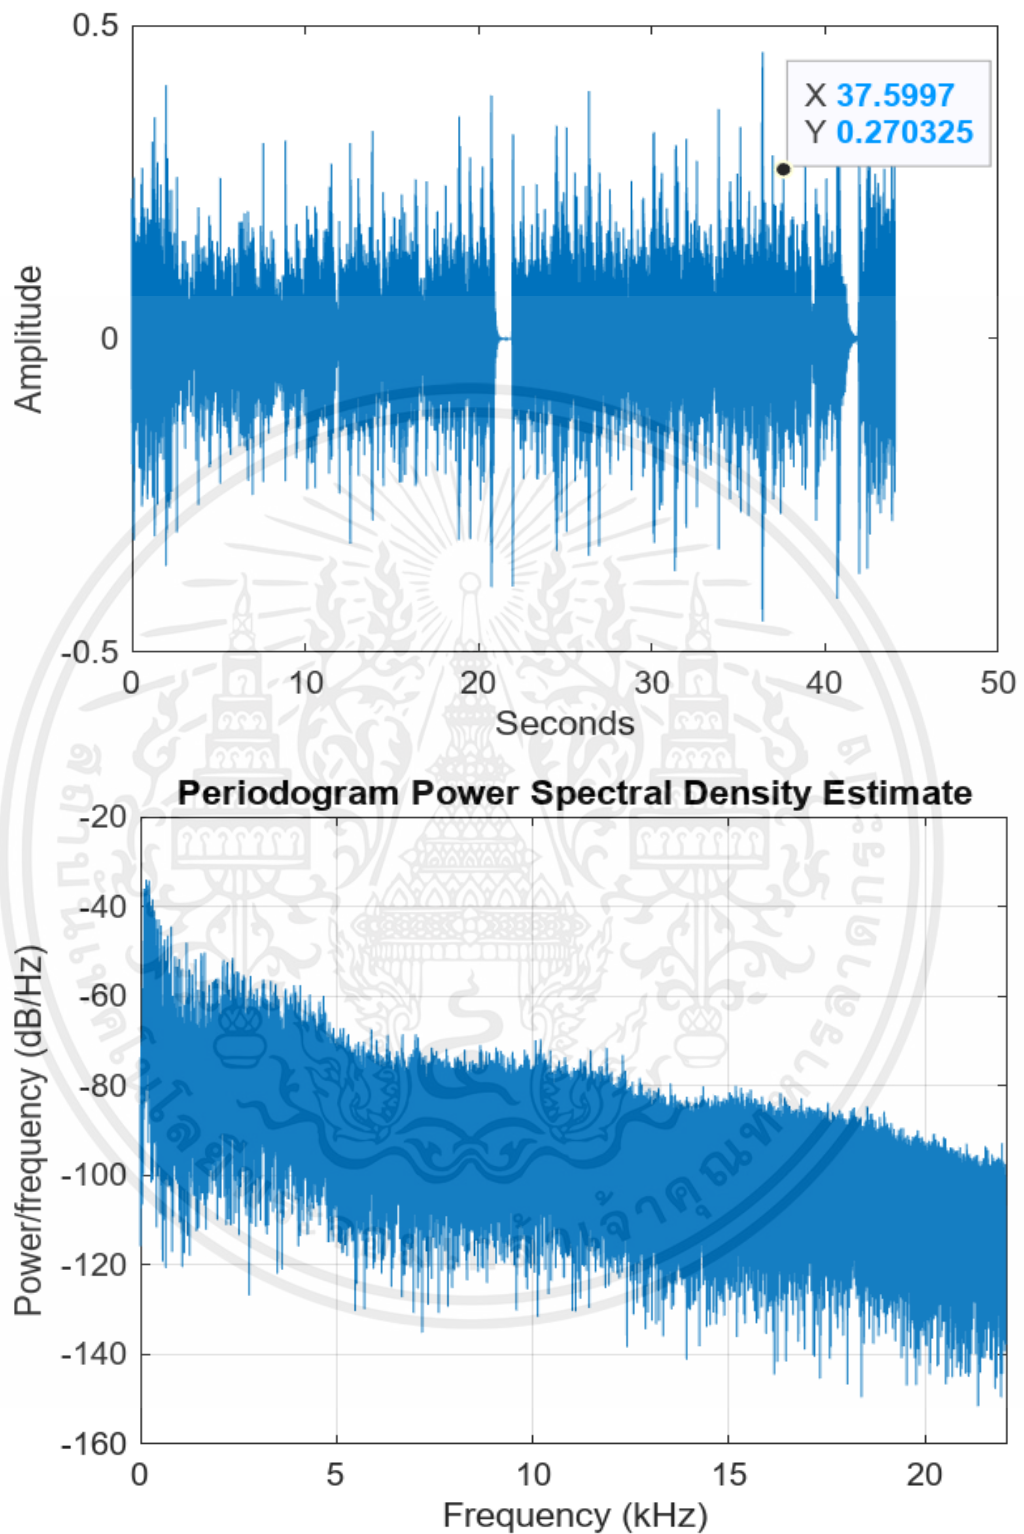 0.5
X 37.5997
Y 0.270325
Amplitude
0
-0.5
0 10 20 30 40 50
Seconds
Periodogram Power Spectral Density Estimate
-20
-40
-60
-80
-100
-120
-140
-160
Power/frequency (dB/Hz)
0 5 10 15 20
Frequency (kHz)